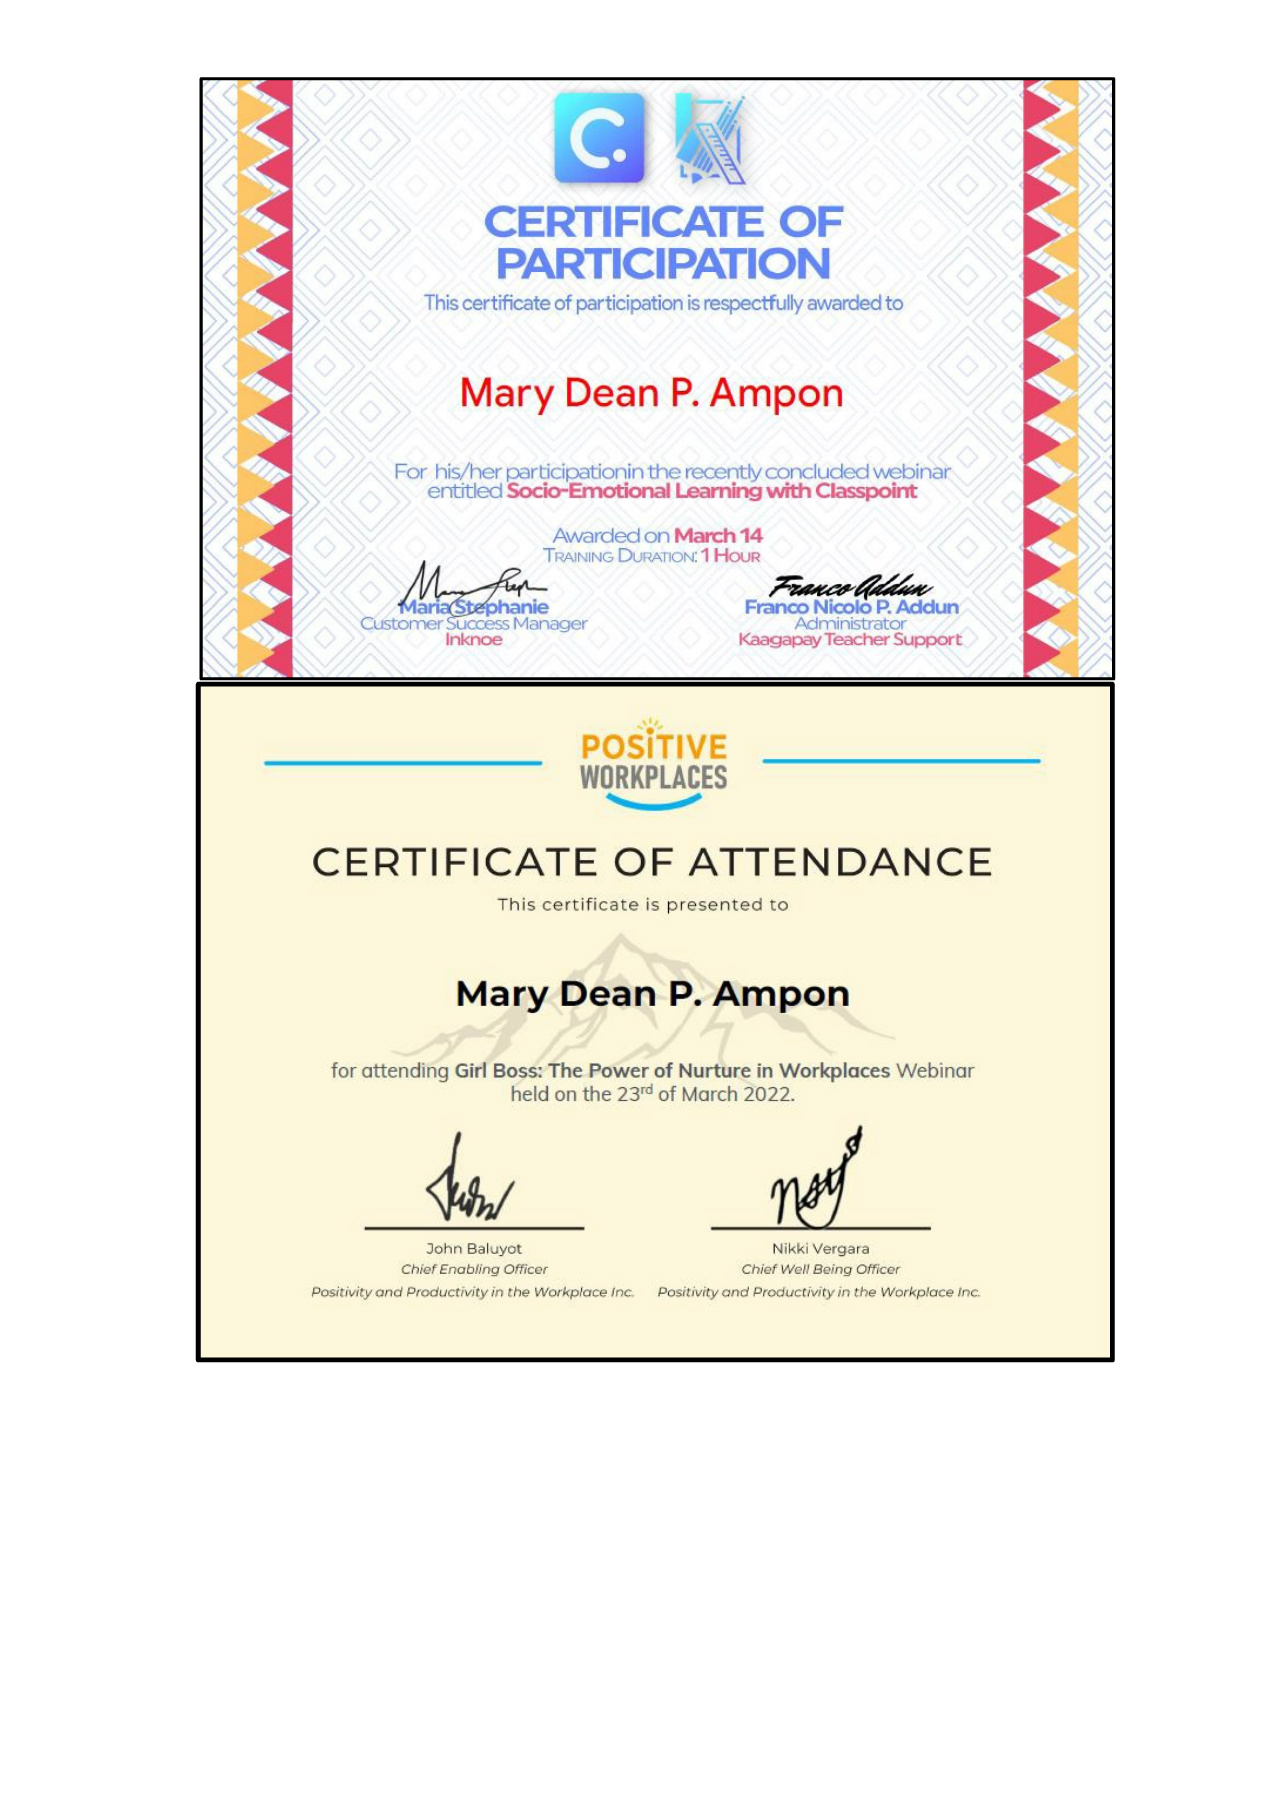 C.
CERTIFICATE OF
PARTICIPATION
This certificate of participation is respectfully awarded to
Mary Dean P. Ampon
For his/her participationin the recently concluded webinar
entitled Socio-Emotional Learning with Classpoint
Awarded on March 14
TRAINING DURATION: 1 HOUR
Franco Addun
Maria Stephanie
Customer Success Manager
Inknoe
Franco Nicolo P. Addun
Administrator
Kaagapay Teacher Support
POSiTIVE
WORKPLACES
CERTIFICATE OF ATTENDANCE
This certificate is presented to
Mary Dean P. Ampon
for attending Girl Boss: The Power of Nurture in Workplaces Webinar
held on the 23rd of March 2022.
John Baluyot
Chief Enabling Officer
Positivity and Productivity in the Workplace Inc.
Nikki Vergara
Chief Well Being Officer
Positivity and Productivity in the Workplace Inc.